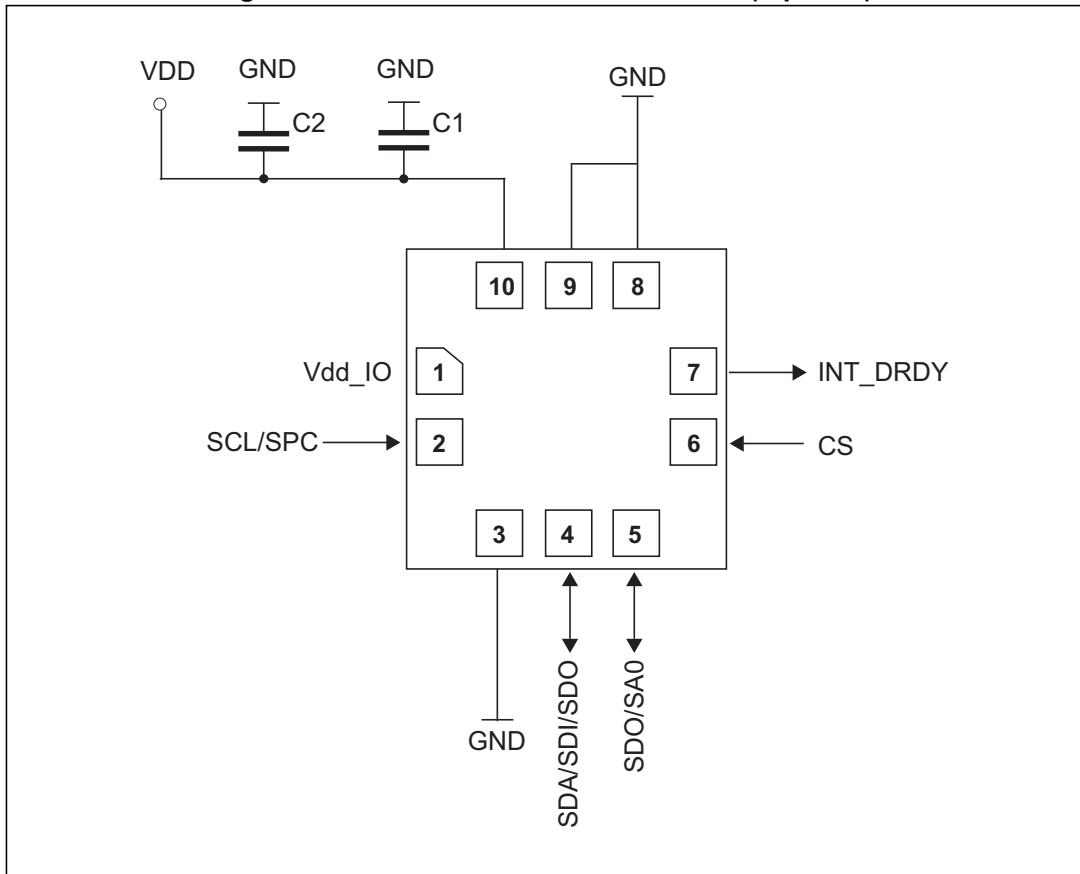 VDD GND GND GND
C2 C1
10 9 8
Vdd_IO 1 7 INT_DRDY
SCL/SPC 2 6 CS
3 4 5
GND
SDA/SDI/SDO
SDO/SA0